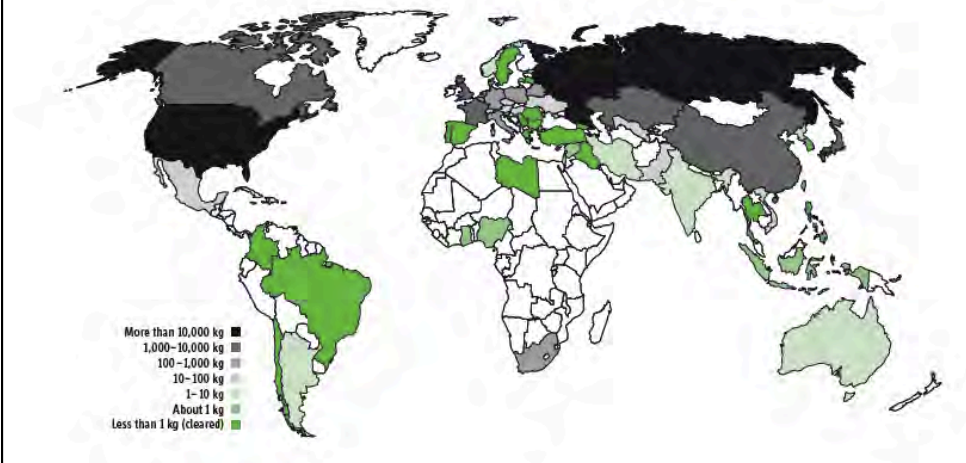 More than 10,000 kg
1,000–10,000 kg
100–1,000 kg
10–100 kg
1–10 kg
About 1 kg
Less than 1 kg (cleared)